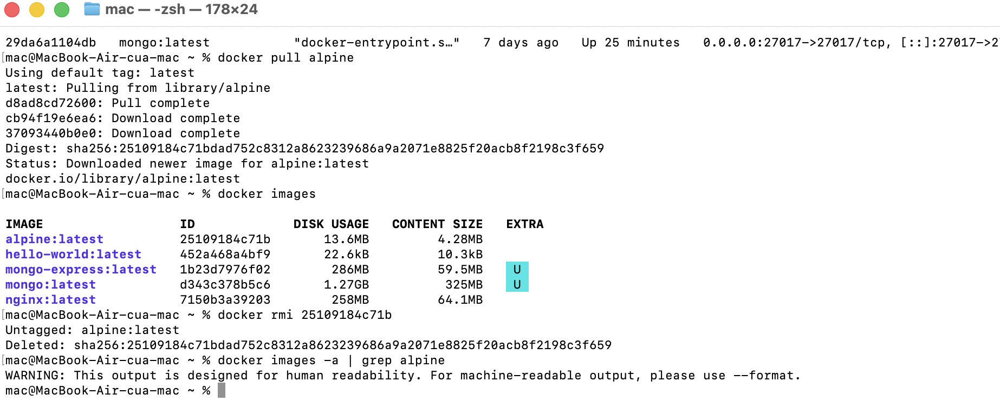 mac — -zsh — 178×24
29da6a1104db   mongo:latest           "docker-entrypoint.s…"   7 days ago   Up 25 minutes   0.0.0.0:27017->27017/tcp, [::]:27017->2
mac@MacBook-Air-cua-mac ~ % docker pull alpine
Using default tag: latest
latest: Pulling from library/alpine
d8ad8cd72600: Pull complete
cb94f19e6ea6: Download complete
37093440b0e0: Download complete
Digest: sha256:25109184c71bdad752c8312a8623239686a9a2071e8825f20acb8f2198c3f659
Status: Downloaded newer image for alpine:latest
docker.io/library/alpine:latest
mac@MacBook-Air-cua-mac ~ % docker images
IMAGE                  ID             DISK USAGE   CONTENT SIZE   EXTRA
alpine:latest          25109184c71b       13.6MB         4.28MB
hello-world:latest     452a468a4bf9       22.6kB         10.3kB
mongo-express:latest   1b23d7976f02        286MB         59.5MB    U
mongo:latest           d343c378b5c6       1.27GB          325MB    U
nginx:latest           7150b3a39203        258MB         64.1MB
mac@MacBook-Air-cua-mac ~ % docker rmi 25109184c71b
Untagged: alpine:latest
Deleted: sha256:25109184c71bdad752c8312a8623239686a9a2071e8825f20acb8f2198c3f659
mac@MacBook-Air-cua-mac ~ % docker images -a | grep alpine
WARNING: This output is designed for human readability. For machine-readable output, please use --format.
mac@MacBook-Air-cua-mac ~ %